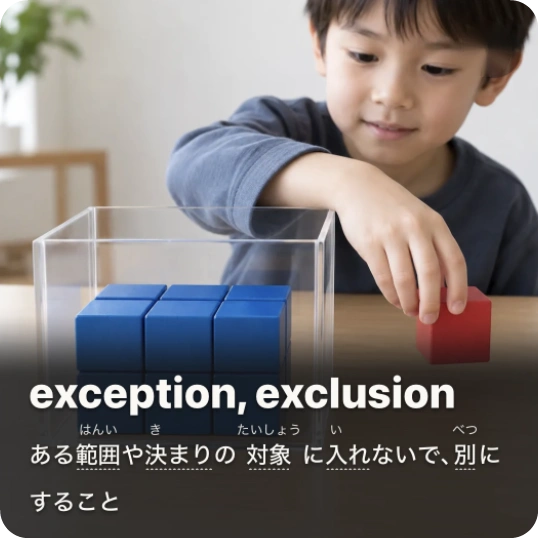 exception, exclusion
はんい き たいしょう い べつ
ある範囲や決まりの 対象 に入れないで、別に
すること